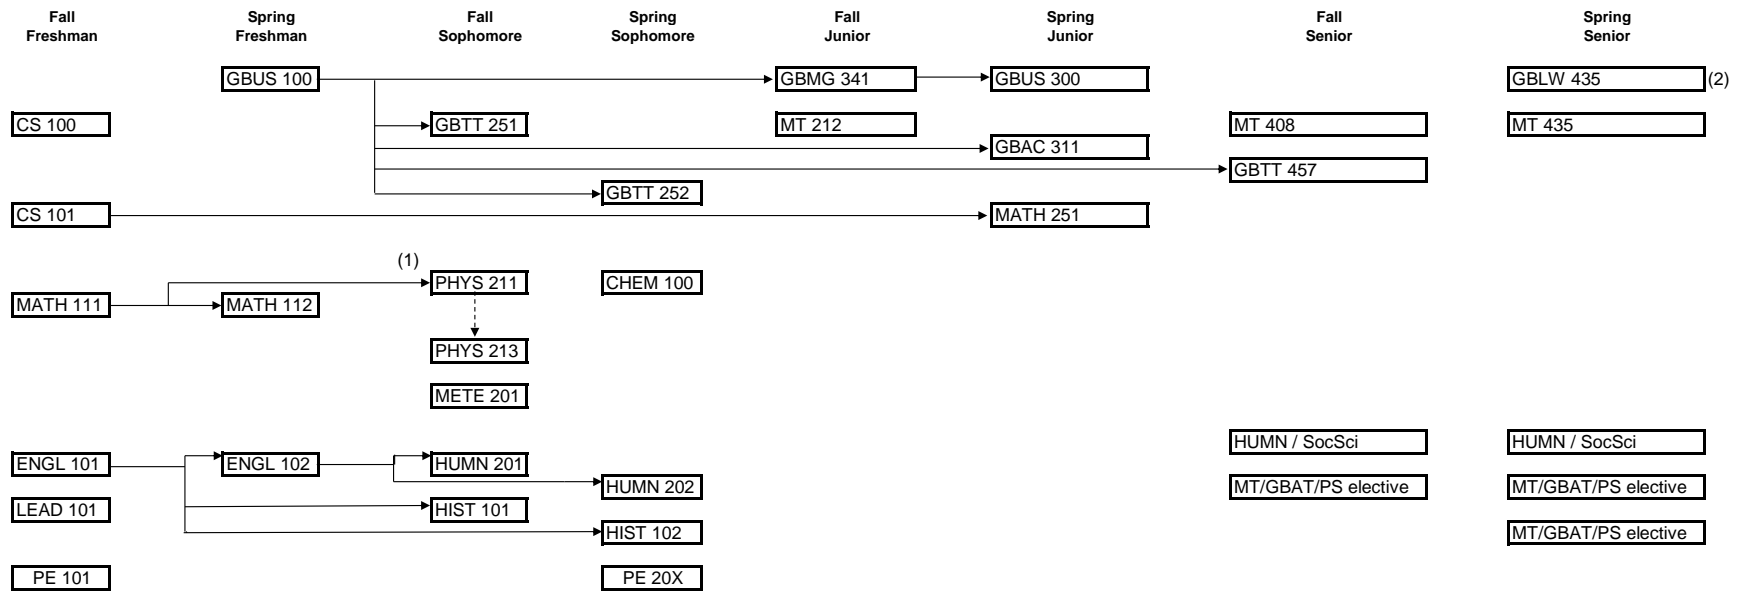 Fall Spring Fall Spring Fall Spring Fall Spring
Freshman Freshman Sophomore Sophomore Junior Junior Senior Senior
GBUS 100 GBMG 341 GBUS 300 GBLW 435 (2)
CS 100 GBTT 251 MT 212 MT 408 MT 435
GBAC 311
GBTT 457
GBTT 252
CS 101 MATH 251
(1)
PHYS 211 CHEM 100
MATH 111 MATH 112
PHYS 213
METE 201
HUMN / SocSci HUMN / SocSci
ENGL 101 ENGL 102 HUMN 201
HUMN 202 MT/GBAT/PS elective MT/GBAT/PS elective
LEAD 101 HIST 101
HIST 102 MT/GBAT/PS elective
PE 101 PE 20X